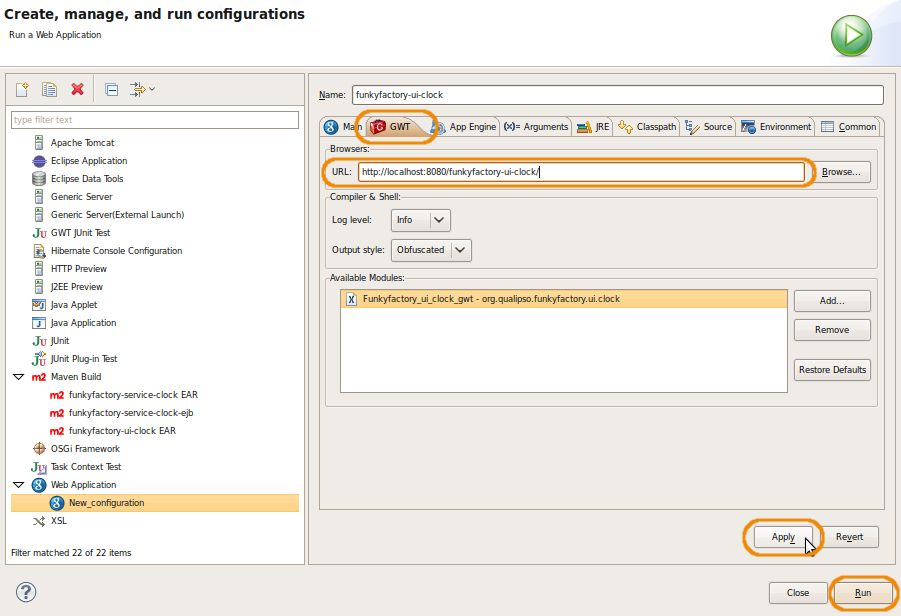 Create, manage, and run configurations
Run a Web Application
type filter text
Apache Tomcat
Eclipse Application
Eclipse Data Tools
Generic Server
Generic Server(External Launch)
Ju GWT JUnit Test
Hibernate Console Configuration
HTTP Preview
J2EE Preview
Java Applet
Java Application
Ju JUnit
JUnit Plug-in Test
m2 Maven Build
m2 funkyfactory-service-clock EAR
m2 funkyfactory-service-clock-ejb
m2 funkyfactory-ui-clock EAR
OSGi Framework
Task Context Test
Web Application
New_configuration
XSL
Filter matched 22 of 22 items
Name: funkyfactory-ui-clock
Main GWT App Engine (x)= Arguments JRE Classpath Source Environment Common
Browsers:
URL: http://localhost:8080/funkyfactory-ui-clock/ Browse...
Compiler & Shell:
Log level: Info
Output style: Obfuscated
Available Modules:
Funkyfactory_ui_clock_gwt - org.qualipso.funkyfactory.ui.clock
Add...
Remove
Restore Defaults
Apply Revert
? Close Run